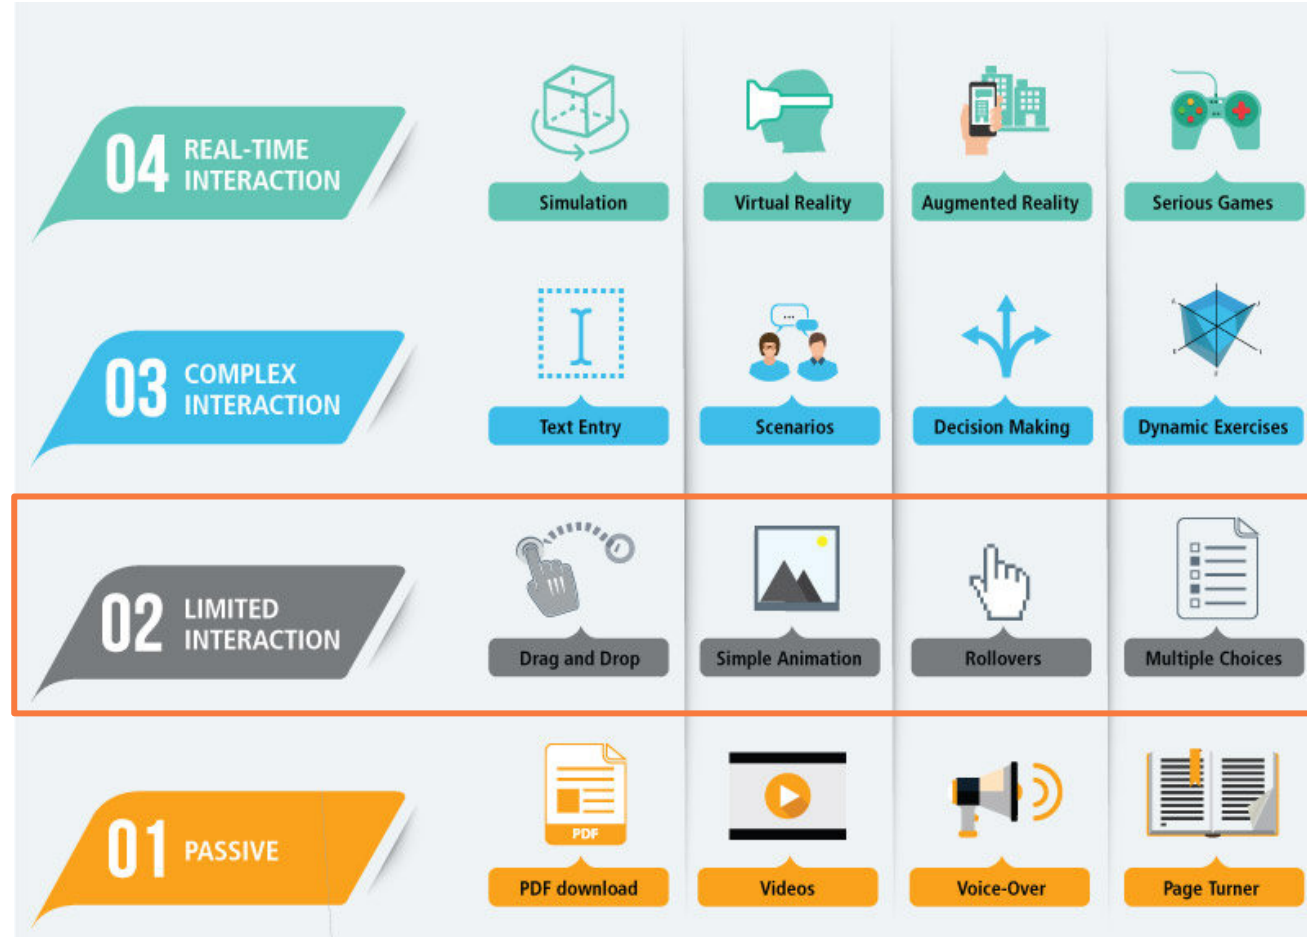 04 REAL-TIME
INTERACTION
Simulation
Virtual Reality
Augmented Reality
Serious Games
03 COMPLEX
INTERACTION
...
Text Entry
Scenarios
Decision Making
Dynamic Exercises
02 LIMITED
INTERACTION
Drag and Drop
Simple Animation
Rollovers
Multiple Choices
01 PASSIVE
PDF
PDF download
Videos
Voice-Over
Page Turner